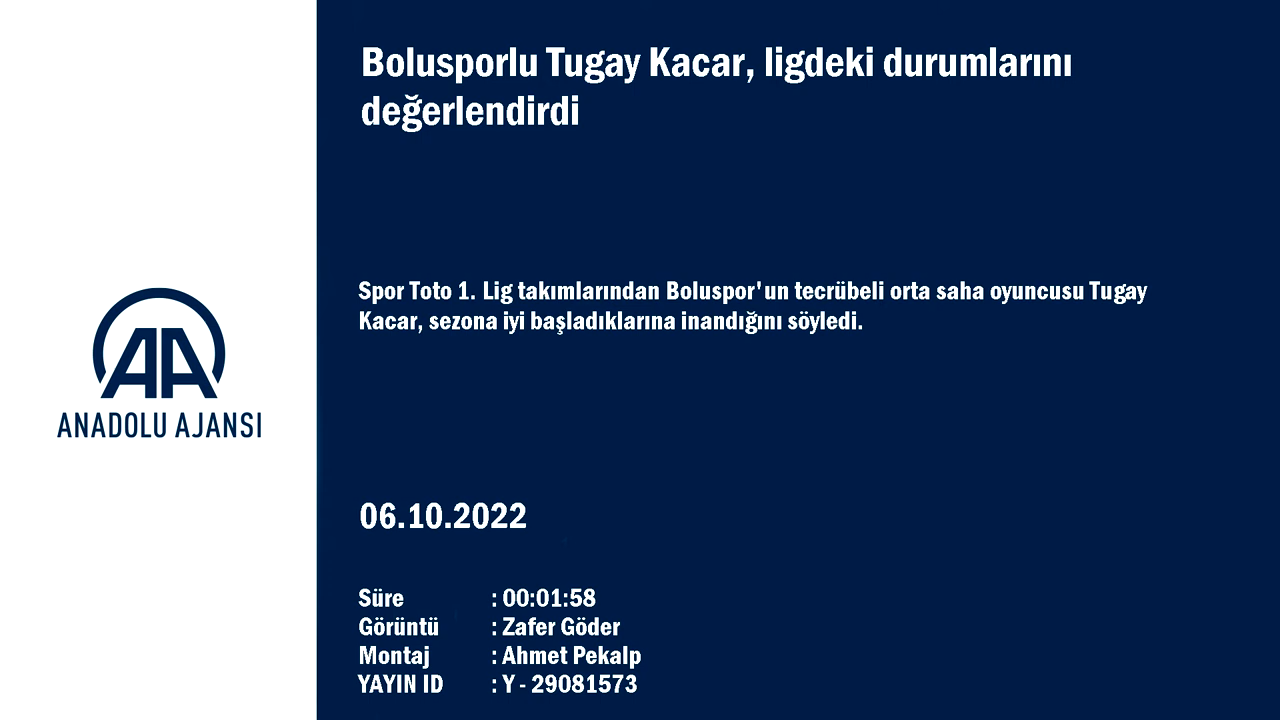 Bolusporlu Tugay Kacar, ligdeki durumlarını
değerlendirdi
Spor Toto 1. Lig takımlarından Boluspor'un tecrübeli orta saha oyuncusu Tugay
Kacar, sezona iyi başladıklarına inandığını söyledi.
AA
ANADOLU AJANSI
06.10.2022
Süre : 00:01:58
Görüntü : Zafer Göder
Montaj : Ahmet Pekalp
YAYIN ID : Y - 29081573